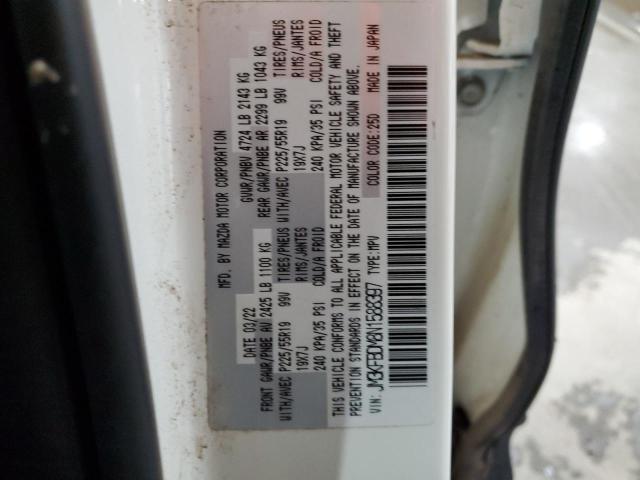 MFD. BY MAZDA MOTOR CORPORATION
DATE 03/22 GVWR/PNBV 4724 LB 2143 KG
FRONT GAWR/PNBE AU 2425 LB 1100 KG REAR GAWR/PNBE AR 2299 LB 1043 KG
WITH/AVEC P225/55R19 99V TIRES/PNEUS WITH/AVEC P225/55R19 99V TIRES/PNEUS
19X7J RIMS/JANTES 19X7J RIMS/JANTES
240 KPA/35 PSI COLD/A FROID 240 KPA/35 PSI COLD/A FROID
THIS VEHICLE CONFORMS TO ALL APPLICABLE FEDERAL MOTOR VEHICLE SAFETY AND THEFT
PREVENTION STANDARDS IN EFFECT ON THE DATE OF MANUFACTURE SHOWN ABOVE.
COLOR CODE:25D MADE IN JAPAN
VIN: JM3KFBDM8N1588397 TYPE:MPV